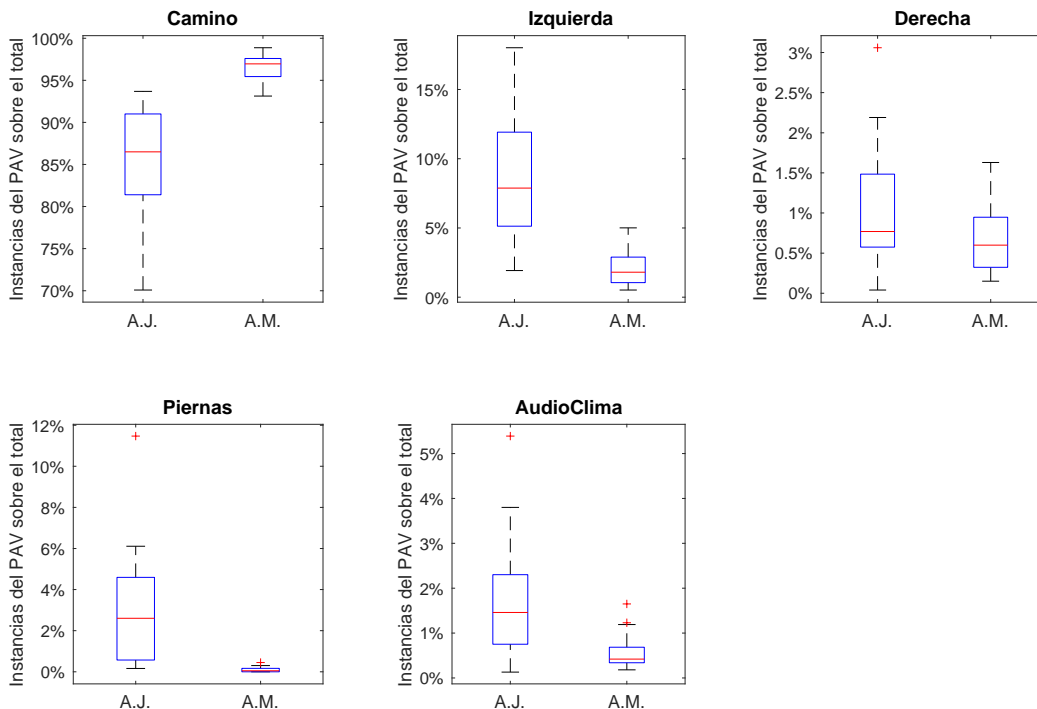 Camino
Instancias del PAV sobre el total
100%
95%
90%
85%
80%
75%
70%
A.J. A.M.
Izquierda
Instancias del PAV sobre el total
15%
10%
5%
0%
A.J. A.M.
Derecha
Instancias del PAV sobre el total
3%
2.5%
2%
1.5%
1%
0.5%
0%
A.J. A.M.
Piernas
Instancias del PAV sobre el total
12%
10%
8%
6%
4%
2%
0%
A.J. A.M.
AudioClima
Instancias del PAV sobre el total
5%
4%
3%
2%
1%
0%
A.J. A.M.